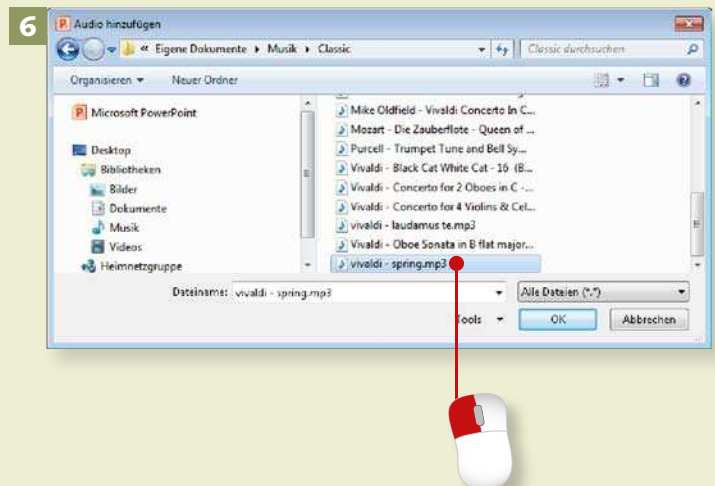 6
Audio hinzufügen
« Eigene Dokumente ▸ Musik ▸ Classic
Classic durchsuchen
Organisieren
Neuer Ordner
Microsoft PowerPoint
Desktop
Bibliotheken
Bilder
Dokumente
Musik
Videos
Heimnetzgruppe
Mike Oldfield - Vivaldi Concerto In C...
Mozart - Die Zauberflote - Queen of ...
Purcell - Trumpet Tune and Bell Sy...
Vivaldi - Black Cat White Cat - 16 (B...
Vivaldi - Concerto for 2 Oboes in C -...
Vivaldi - Concerto for 4 Violins & Cel...
vivaldi - laudamus te.mp3
Vivaldi - Oboe Sonata in B flat major...
vivaldi - spring.mp3
Dateiname: vivaldi - spring.mp3
Alle Dateien (*.*)
Tools
OK
Abbrechen